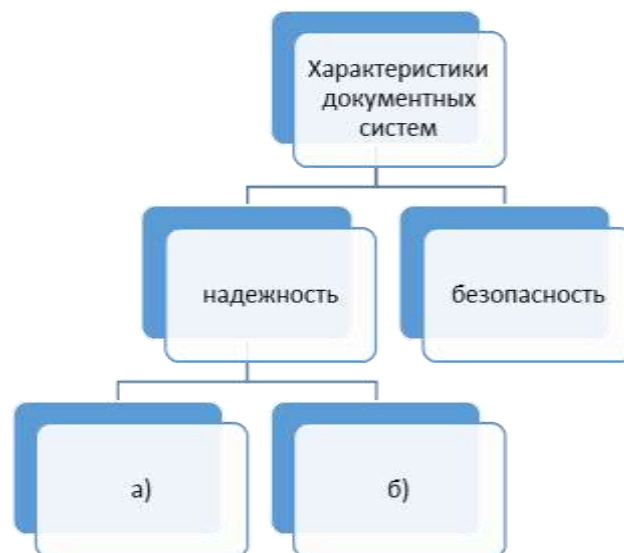 Характеристики
документных
систем
надежность
безопасность
а)
б)